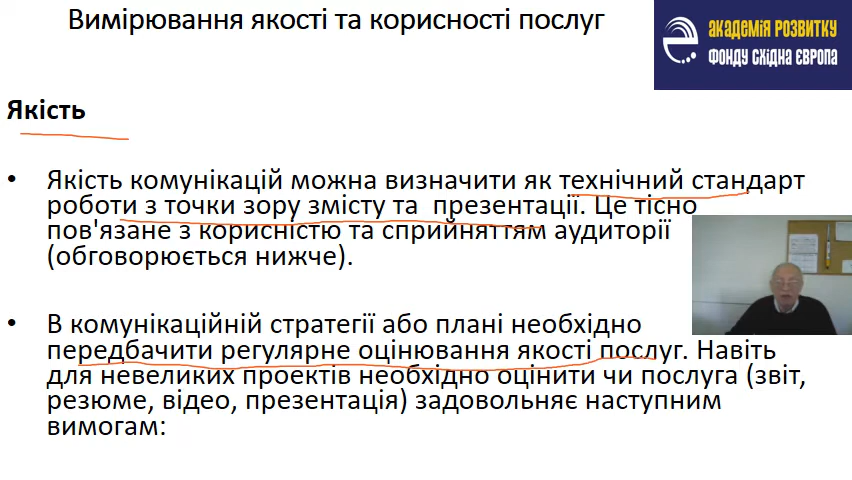 Вимірювання якості та корисності послуг
АКАДЕМІЯ РОЗВИТКУ
ФОНДУ СХІДНА ЄВРОПА
Якість
• Якість комунікацій можна визначити як технічний стандарт
роботи з точки зору змісту та презентації. Це тісно
пов'язане з корисністю та сприйняттям аудиторії
(обговорюється нижче).
• В комунікаційній стратегії або плані необхідно
передбачити регулярне оцінювання якості послуг. Навіть
для невеликих проектів необхідно оцінити чи послуга (звіт,
резюме, відео, презентація) задовольняє наступним
вимогам: